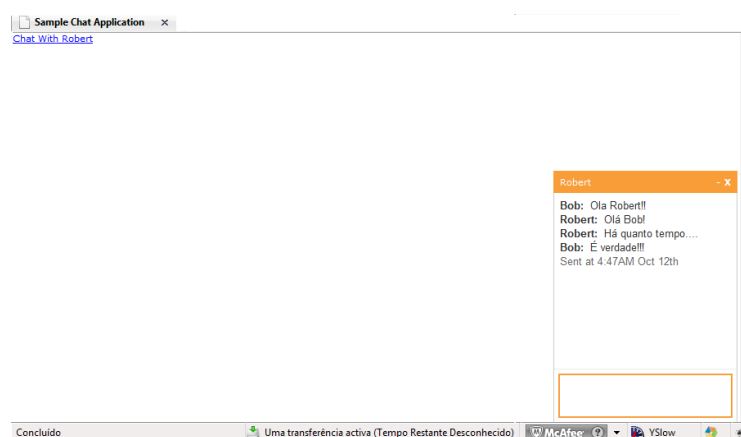 Sample Chat Application x
Chat With Robert
Robert - x
Bob: Ola Robert!!
Robert: Olá Bob!
Robert: Há quanto tempo....
Bob: É verdade!!!
Sent at 4:47AM Oct 12th
Concluído Uma transferência activa (Tempo Restante Desconhecido) McAfee ? YSlow